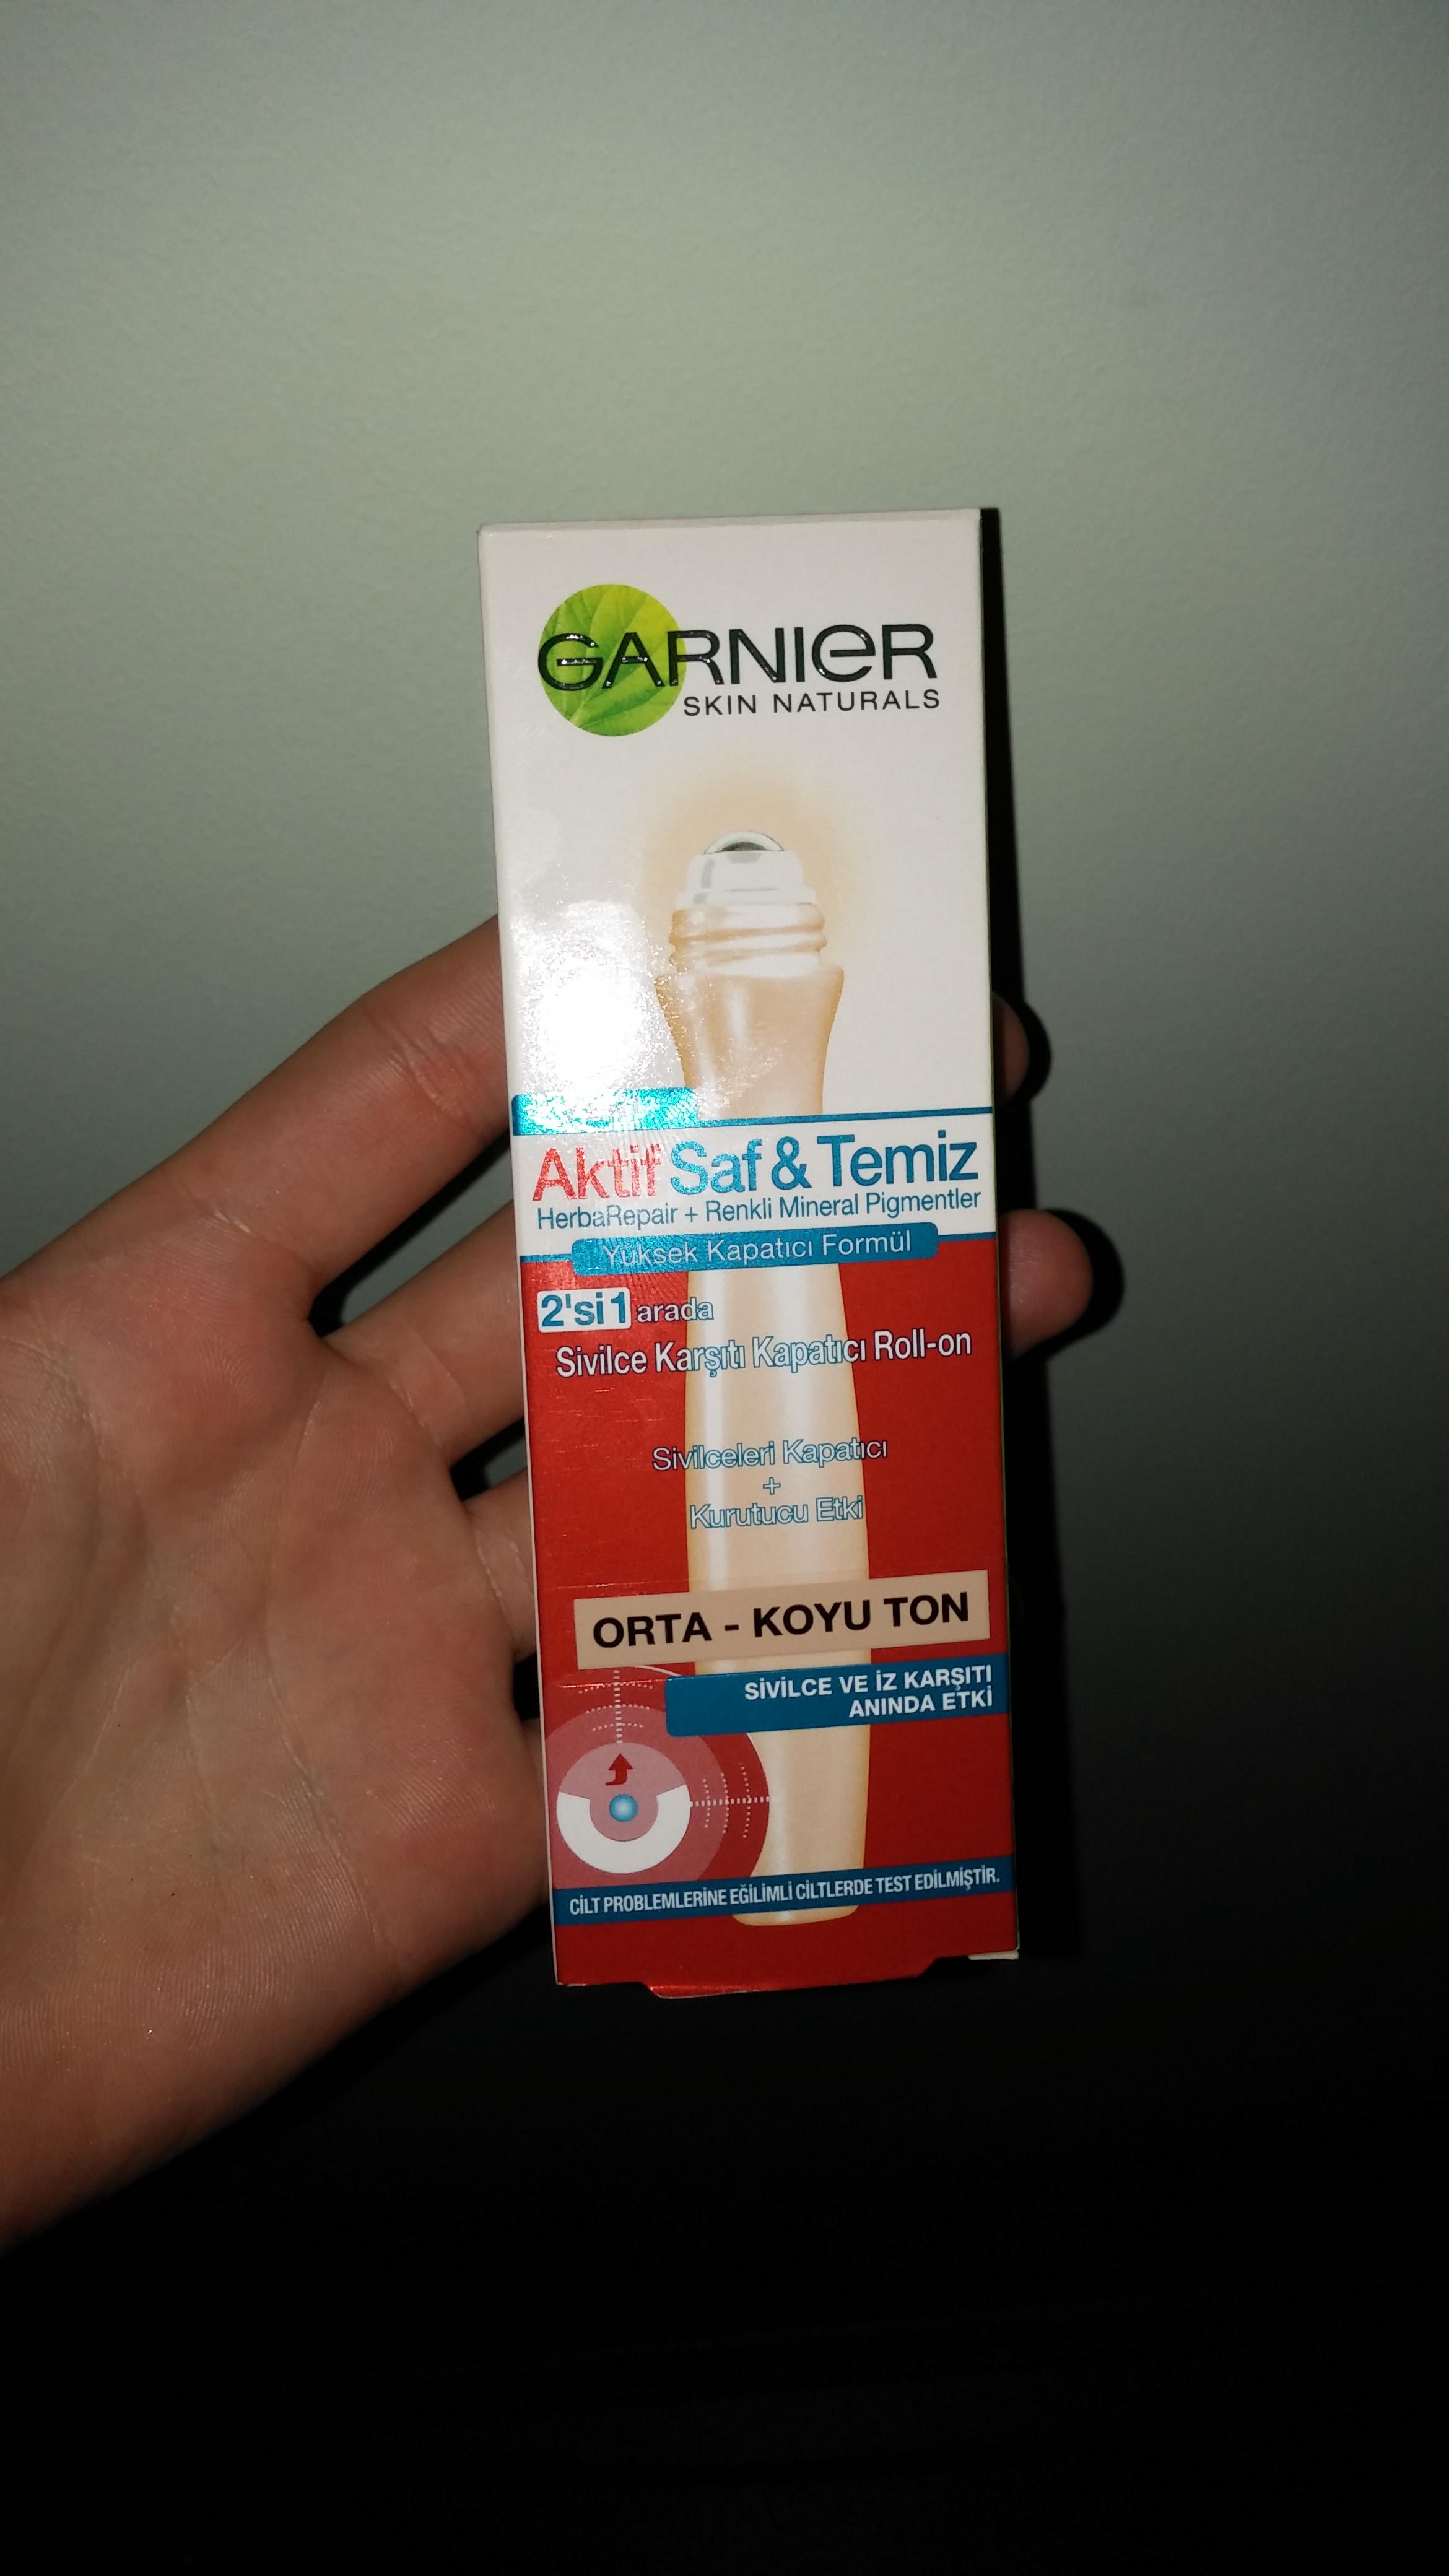 GARNIER
SKIN NATURALS
Aktif Saf & Temiz
HerbaRepair + Renkli Mineral Pigmentler
Yüksek Kapatıcı Formül
2'si 1 arada
Sivilce Karşıtı Kapatıcı Roll-on
Sivilceleri Kapatıcı
+
Kurutucu Etki
ORTA - KOYU TON
SİVİLCE VE İZ KARŞITI
ANINDA ETKİ
CİLT PROBLEMLERİNE EĞİLİMLİ CİLTLERDE TEST EDİLMİŞTİR.